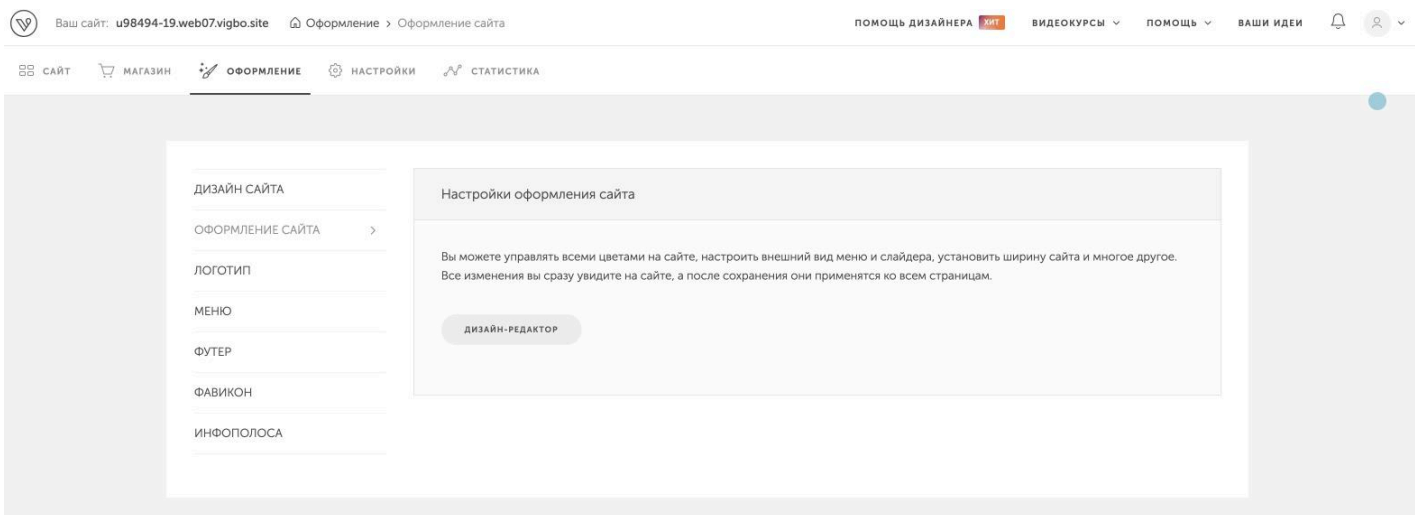 Ваш сайт: u98494-19.web07.vigbo.site Оформление › Оформление сайта ПОМОЩЬ ДИЗАЙНЕРА ХИТ ВИДЕОКУРСЫ ПОМОЩЬ ВАШИ ИДЕИ
САЙТ МАГАЗИН ОФОРМЛЕНИЕ НАСТРОЙКИ СТАТИСТИКА
ДИЗАЙН САЙТА
ОФОРМЛЕНИЕ САЙТА
ЛОГОТИП
МЕНЮ
ФУТЕР
ФАВИКОН
ИНФОПОЛОСА
Настройки оформления сайта
Вы можете управлять всеми цветами на сайте, настроить внешний вид меню и слайдера, установить ширину сайта и многое другое.
Все изменения вы сразу увидите на сайте, а после сохранения они применятся ко всем страницам.
ДИЗАЙН-РЕДАКТОР